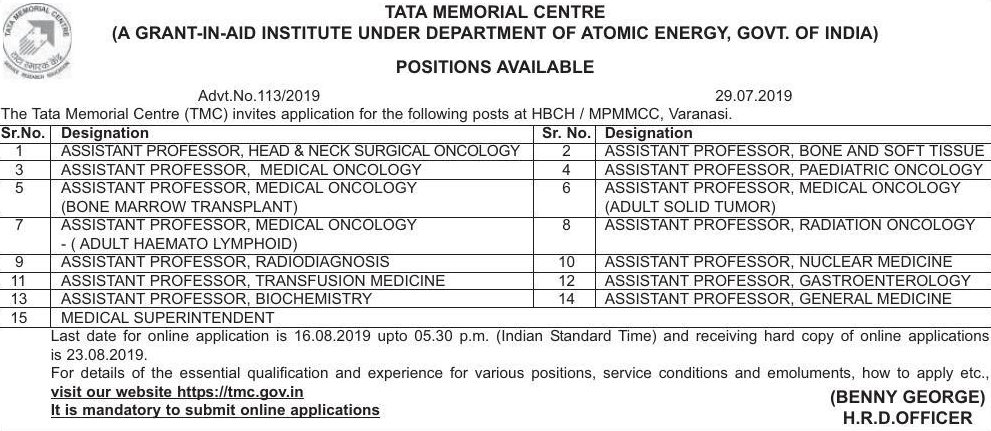 TATA MEMORIAL CENTRE
TATA MEMORIAL CENTRE
(A GRANT-IN-AID INSTITUTE UNDER DEPARTMENT OF ATOMIC ENERGY, GOVT. OF INDIA)
टाटा स्मारक केंद्र
SERVICE RESEARCH EDUCATION
POSITIONS AVAILABLE
Advt.No.113/2019 29.07.2019
The Tata Memorial Centre (TMC) invites application for the following posts at HBCH / MPMMCC, Varanasi.
Sr.No. Designation Sr. No. Designation
1 ASSISTANT PROFESSOR, HEAD & NECK SURGICAL ONCOLOGY 2 ASSISTANT PROFESSOR, BONE AND SOFT TISSUE
3 ASSISTANT PROFESSOR, MEDICAL ONCOLOGY 4 ASSISTANT PROFESSOR, PAEDIATRIC ONCOLOGY
5 ASSISTANT PROFESSOR, MEDICAL ONCOLOGY 6 ASSISTANT PROFESSOR, MEDICAL ONCOLOGY
(BONE MARROW TRANSPLANT) (ADULT SOLID TUMOR)
7 ASSISTANT PROFESSOR, MEDICAL ONCOLOGY 8 ASSISTANT PROFESSOR, RADIATION ONCOLOGY
- ( ADULT HAEMATO LYMPHOID)
9 ASSISTANT PROFESSOR, RADIODIAGNOSIS 10 ASSISTANT PROFESSOR, NUCLEAR MEDICINE
11 ASSISTANT PROFESSOR, TRANSFUSION MEDICINE 12 ASSISTANT PROFESSOR, GASTROENTEROLOGY
13 ASSISTANT PROFESSOR, BIOCHEMISTRY 14 ASSISTANT PROFESSOR, GENERAL MEDICINE
15 MEDICAL SUPERINTENDENT
Last date for online application is 16.08.2019 upto 05.30 p.m. (Indian Standard Time) and receiving hard copy of online applications
is 23.08.2019.
For details of the essential qualification and experience for various positions, service conditions and emoluments, how to apply etc.,
visit our website https://tmc.gov.in
It is mandatory to submit online applications
(BENNY GEORGE)
H.R.D.OFFICER